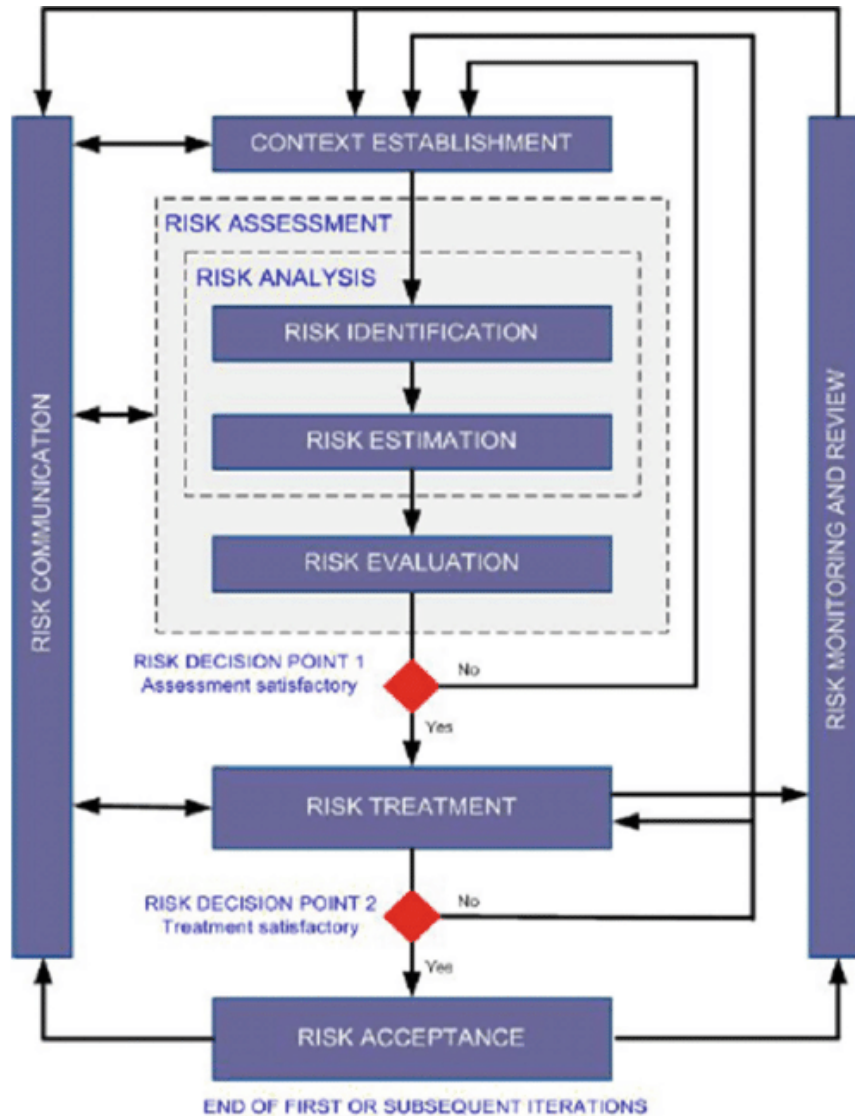 CONTEXT ESTABLISHMENT
RISK ASSESSMENT
RISK ANALYSIS
RISK IDENTIFICATION
RISK ESTIMATION
RISK EVALUATION
RISK COMMUNICATION
RISK MONITORING AND REVIEW
RISK DECISION POINT 1
Assessment satisfactory
No
Yes
RISK TREATMENT
RISK DECISION POINT 2
Treatment satisfactory
No
Yes
RISK ACCEPTANCE
END OF FIRST OR SUBSEQUENT ITERATIONS